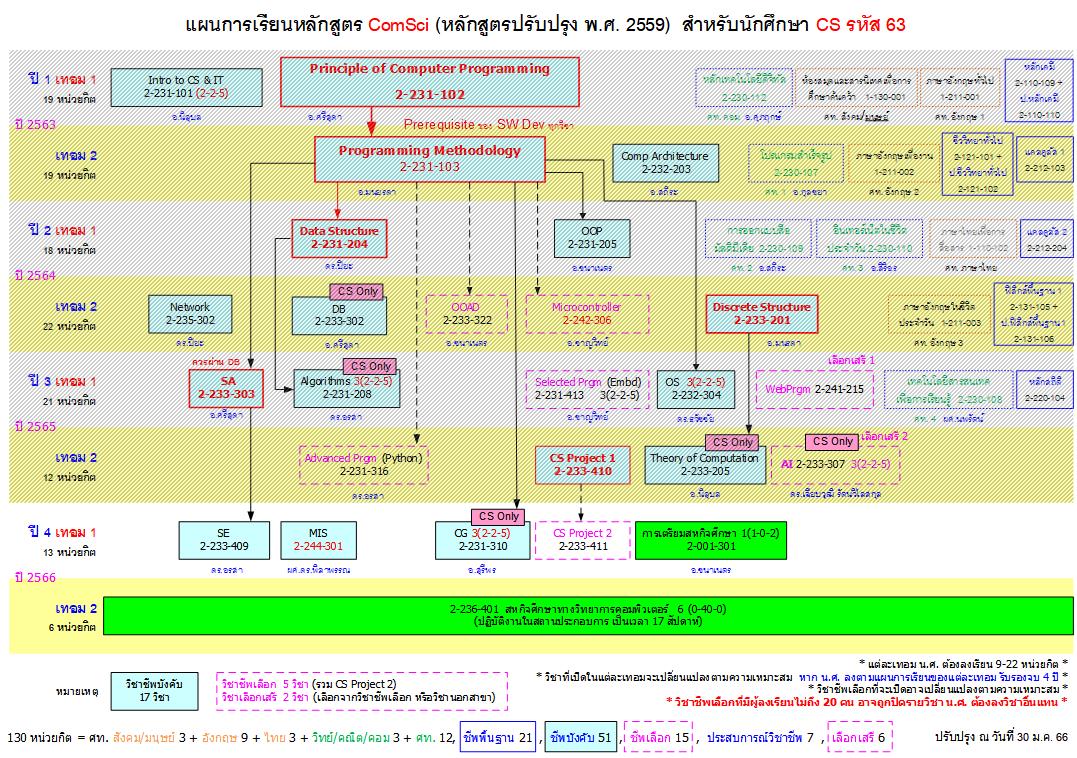 แผนการเรียนหลักสูตร ComSci (หลักสูตรปรับปรุง พ.ศ. 2559) สำหรับนักศึกษา CS รหัส 63
ปี 1 เทอม 1
19 หน่วยกิต
Intro to CS & IT
2-231-101 (2-2-5)
อ.นิลุบล
Principle of Computer Programming
2-231-102
อ.ศรีสุดา
หลักเทคโนโลยีดิจิทัล
2-230-112
ศท. คอม อ.ศุภฤกษ์
ห้องสมุดและสารนิเทศเพื่อการ
ศึกษาค้นคว้า 1-130-001
ศท. สังคม/มนุษย์
ภาษาอังกฤษทั่วไป
1-211-001
ศท. อังกฤษ 1
หลักเคมี
2-110-109 +
ป.หลักเคมี
2-110-110
ปี 2563
Prerequisite ของ SW Dev ทุกวิชา
เทอม 2
19 หน่วยกิต
Programming Methodology
2-231-103
อ.มนธรดา
Comp Architecture
2-232-203
อ.สถิระ
โปรแกรมสำเร็จรูป
2-230-107
ศท. 1 อ.กุลชยา
ภาษาอังกฤษเพื่องาน
1-211-002
ศท. อังกฤษ 2
ชีววิทยาทั่วไป
2-121-101 +
ป.ชีววิทยาทั่วไป
2-121-102
แคลคูลัส 1
2-212-103
ปี 2 เทอม 1
18 หน่วยกิต
Data Structure
2-231-204
ดร.ปิยะ
OOP
2-231-205
อ.ชนาเนตร
การออกแบบสื่อ
มัลติมีเดีย 2-230-109
ศท. 2 อ.สถิระ
อินเทอร์เน็ตในชีวิต
ประจำวัน 2-230-110
ศท. 3 อ.สิริอร
ภาษาไทยเพื่อการ
สื่อสาร 1-110-102
ศท. ภาษาไทย
แคลคูลัส 2
2-212-204
ปี 2564
เทอม 2
22 หน่วยกิต
Network
2-235-302
ดร.ปิยะ
CS Only
DB
2-233-302
อ.ศรีสุดา
OOAD
2-233-322
อ.ชนาเนตร
Microcontroller
2-242-306
อ.ชาญวิทย์
Discrete Structure
2-233-201
อ.มนธรดา
ภาษาอังกฤษในชีวิต
ประจำวัน 1-211-003
ศท. อังกฤษ 3
ฟิสิกส์พื้นฐาน 1
2-131-105 +
ป.ฟิสิกส์พื้นฐาน1
2-131-106
ปี 3 เทอม 1
21 หน่วยกิต
ควรผ่าน DB
SA
2-233-303
อ.ศรีสุดา
CS Only
Algorithms 3(2-2-5)
2-231-208
ดร.อรสา
Selected Prgm (Embd)
2-231-413 3(2-2-5)
อ.ชาญวิทย์
OS 3(2-2-5)
2-232-304
ดร.ธวัชชัย
เลือกเสรี 1
WebPrgm 2-241-215
เทคโนโลยีสารสนเทศ
เพื่อการเรียนรู้ 2-230-108
ศท. 4 ผศ.นพรัตน์
หลักสถิติ
2-220-104
ปี 2565
เทอม 2
12 หน่วยกิต
Advanced Prgm (Python)
2-231-316
ดร.อรสา
CS Project 1
2-233-410
CS Only
Theory of Computation
2-233-205
อ.นิลุบล
CS Only
เลือกเสรี 2
AI 2-233-307 3(2-2-5)
ปี 4 เทอม 1
13 หน่วยกิต
SE
2-233-409
ดร.อรสา
MIS
2-244-301
ผศ.ดร.พิลาพรรณ
CS Only
CG 3(2-2-5)
2-231-310
อ.สุรีพร
CS Project 2
2-233-411
การเตรียมสหกิจศึกษา 1(1-0-2)
2-001-301
อ.ชนาเนตร
ปี 2566
เทอม 2
6 หน่วยกิต
2-236-401 สหกิจศึกษาทางวิทยาการคอมพิวเตอร์ 6 (0-40-0)
(ปฏิบัติงานในสถานประกอบการ เป็นเวลา 17 สัปดาห์)
หมายเหตุ
วิชาชีพบังคับ
17 วิชา
วิชาชีพเลือก 5 วิชา (รวม CS Project 2)
วิชาเลือกเสรี 2 วิชา (เลือกจากวิชาชีพเลือก หรือวิชานอกสาขา)
* แต่ละเทอม น.ศ. ต้องลงเรียน 9-22 หน่วยกิต *
* วิชาที่เปิดในแต่ละเทอมจะเปลี่ยนแปลงตามความเหมาะสม หาก น.ศ. ลงตามแผนการเรียนของแต่ละเทอม รับรองจบ 4 ปี *
* วิชาชีพเลือกที่จะเปิดอาจเปลี่ยนแปลงตามความเหมาะสม *
* วิชาชีพเลือกที่มีผู้ลงเรียนไม่ถึง 20 คน อาจถูกปิดรายวิชา น.ศ. ต้องลงวิชาอื่นแทน *
130 หน่วยกิต = ศท. สังคม/มนุษย์ 3 + อังกฤษ 9 + ไทย 3 + วิทย์/คณิต/คอม 3 + ศท. 12, ชีพพื้นฐาน 21 , ชีพบังคับ 51 , ชีพเลือก 15 , ประสบการณ์วิชาชีพ 7 , เลือกเสรี 6
ปรับปรุง ณ วันที่ 30 ม.ค. 66